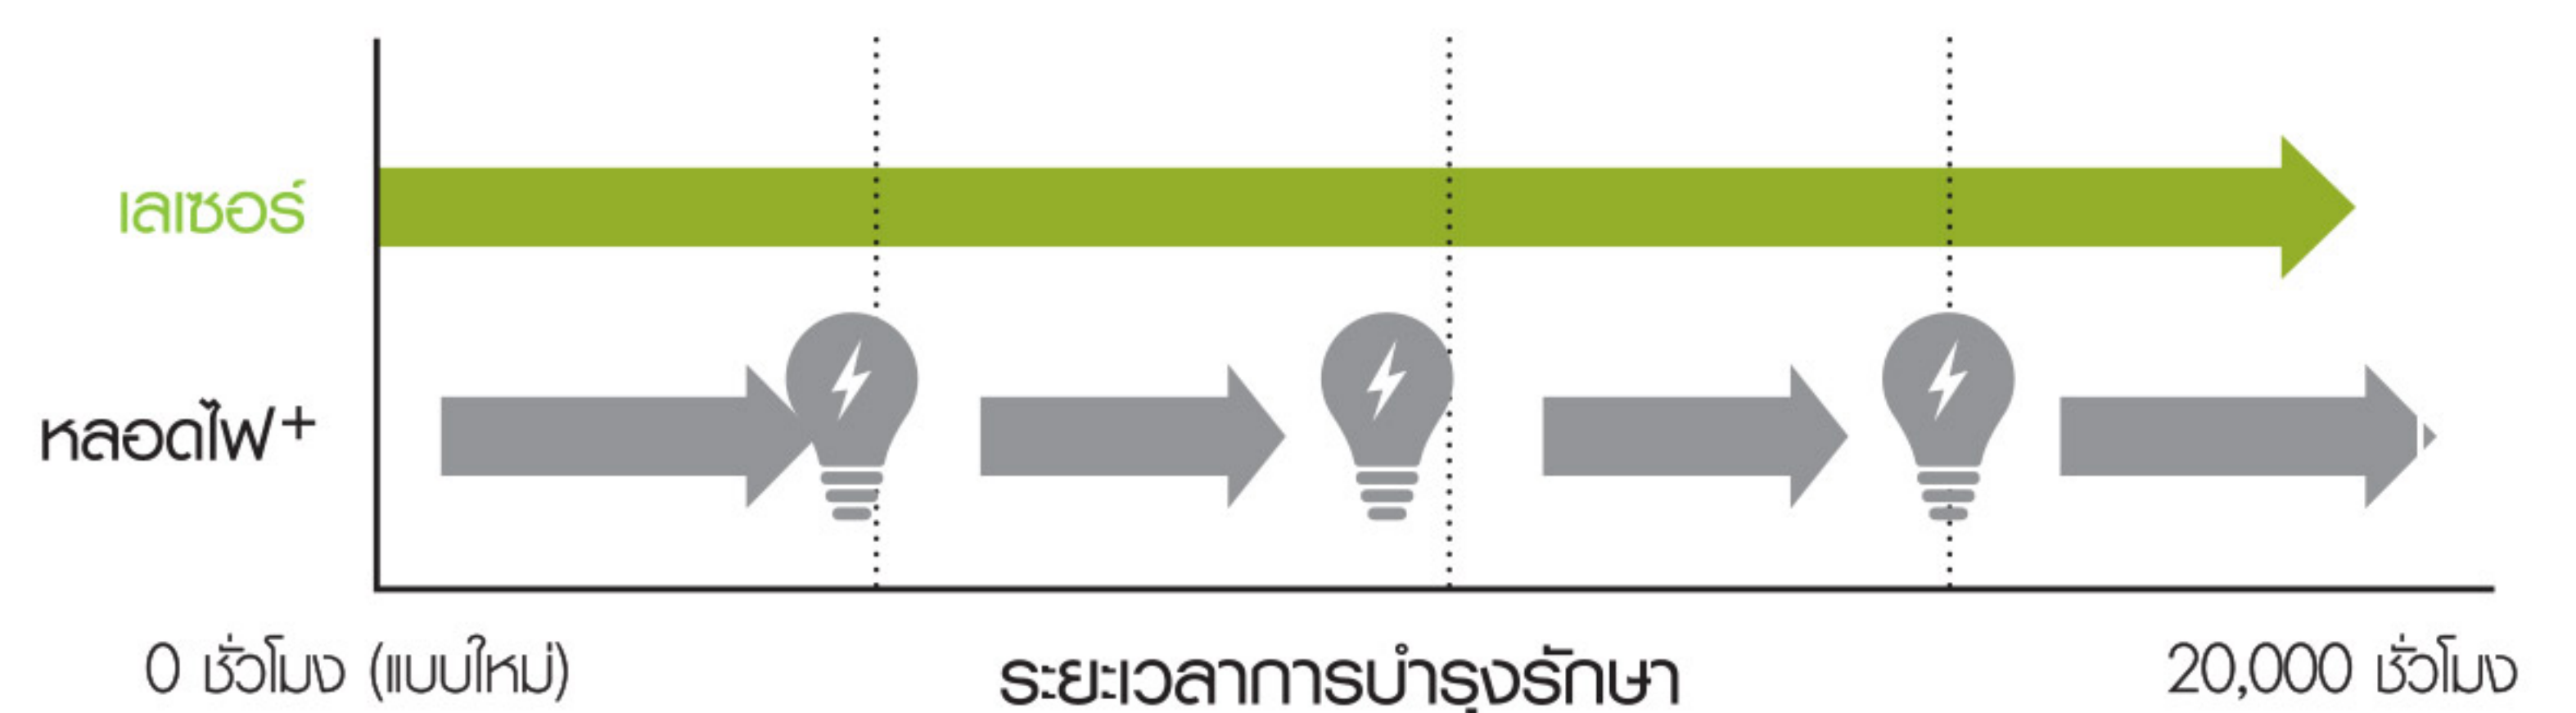 เลเซอร์
หลอดไฟ+
0 ชั่วโมง (แบบใหม่) ระยะเวลาการบำรุงรักษา 20,000 ชั่วโมง